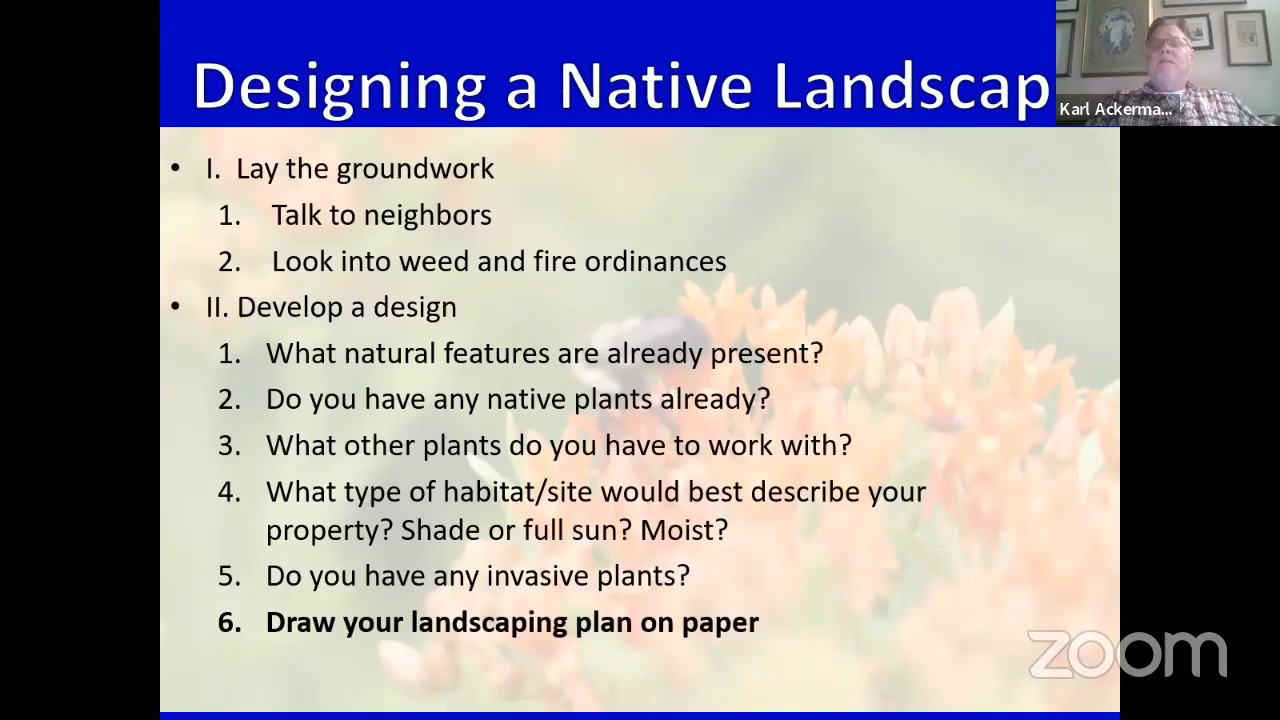 Designing a Native Landscap
Karl Ackerma...
• I. Lay the groundwork
1. Talk to neighbors
2. Look into weed and fire ordinances
• II. Develop a design
1. What natural features are already present?
2. Do you have any native plants already?
3. What other plants do you have to work with?
4. What type of habitat/site would best describe your
property? Shade or full sun? Moist?
5. Do you have any invasive plants?
6. Draw your landscaping plan on paper
zoom